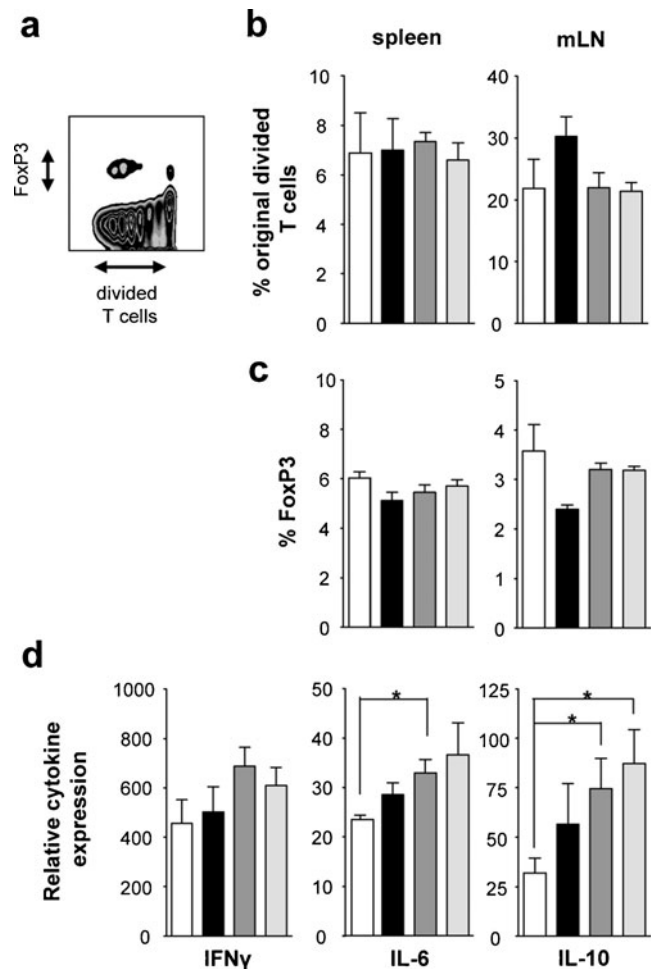 a
FoxP3
divided
T cells
b
spleen
mLN
% original divided
T cells
10
8
6
4
2
0
40
30
20
10
0
c
% FoxP3
10
8
6
4
2
0
5
4
3
2
1
0
d
Relative cytokine
expression
1000
800
600
400
200
0
IFNγ
50
40
30
20
10
0
*
IL-6
125
100
75
50
25
0
*
*
IL-10